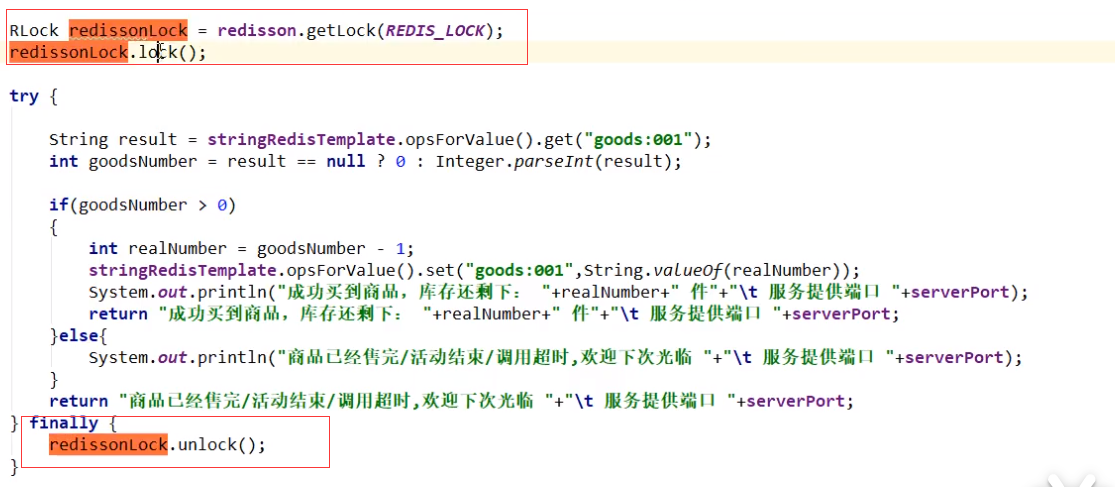 RLock redissonLock = redisson.getLock(REDIS_LOCK);
redissonLock.lock();
try {
String result = stringRedisTemplate.opsForValue().get("goods:001");
int goodsNumber = result == null ? 0 : Integer.parseInt(result);
if(goodsNumber > 0)
{
int realNumber = goodsNumber - 1;
stringRedisTemplate.opsForValue().set("goods:001",String.valueOf(realNumber));
System.out.println("成功买到商品, 库存还剩下: "+realNumber+" 件"+"\t 服务提供端口 "+serverPort);
return "成功买到商品, 库存还剩下: "+realNumber+" 件"+"\t 服务提供端口 "+serverPort;
}else{
System.out.println("商品已经售完/活动结束/调用超时,欢迎下次光临 "+"\t 服务提供端口 "+serverPort);
}
return "商品已经售完/活动结束/调用超时,欢迎下次光临 "+"\t 服务提供端口 "+serverPort;
} finally {
redissonLock.unlock();
}